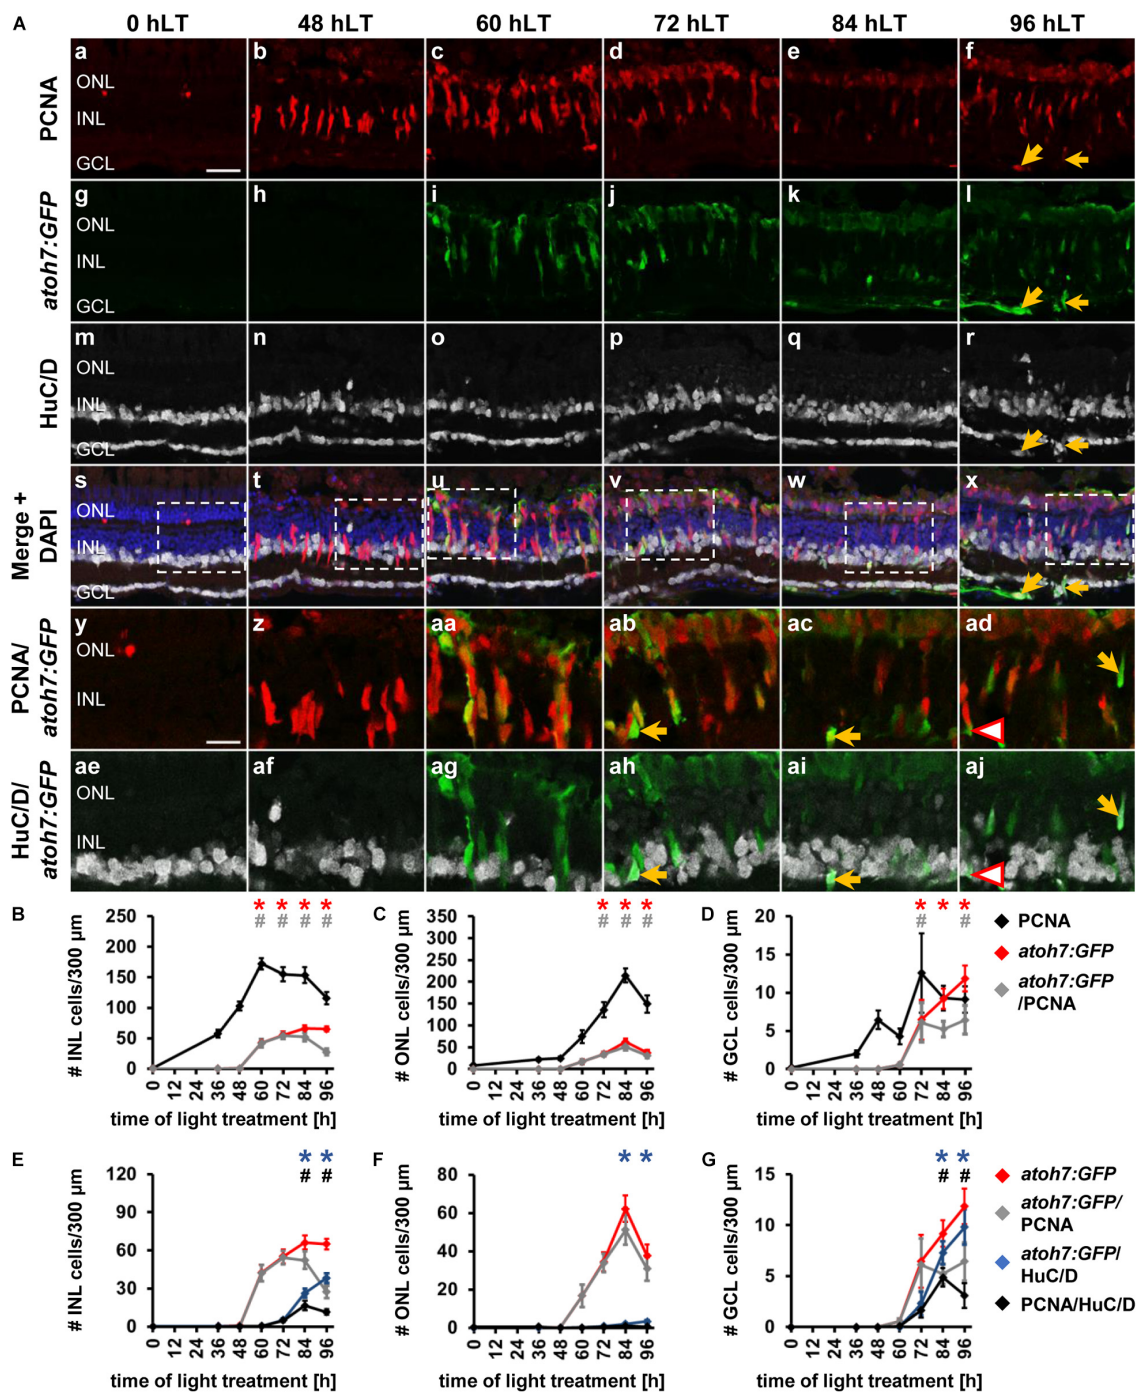 A 0 hLT 48 hLT 60 hLT 72 hLT 84 hLT 96 hLT
PCNA
a b c d e f
ONL
INL
GCL
atoh7:GFP
g h i j k l
ONL
INL
GCL
HuC/D
m n o p q r
ONL
INL
GCL
Merge +
DAPI
s t u v w x
ONL
INL
GCL
PCNA/
atoh7:GFP
y z aa ab ac ad
ONL
INL
HuC/D/
atoh7:GFP
ae af ag ah ai aj
ONL
INL
B
# INL cells/300 µm
250
200
150
100
50
0
* * * *
# # # #
0 12 24 36 48 60 72 84 96
time of light treatment [h]
C
# ONL cells/300 µm
350
300
250
200
150
100
50
0
* * *
# # #
0 12 24 36 48 60 72 84 96
time of light treatment [h]
D
# GCL cells/300 µm
20
15
10
5
0
* * *
# #
0 12 24 36 48 60 72 84 96
time of light treatment [h]
PCNA
atoh7:GFP
atoh7:GFP
/PCNA
E
# INL cells/300 µm
120
90
60
30
0
* *
# #
0 12 24 36 48 60 72 84 96
time of light treatment [h]
F
# ONL cells/300 µm
80
60
40
20
0
* *
0 12 24 36 48 60 72 84 96
time of light treatment [h]
G
# GCL cells/300 µm
15
10
5
0
* *
# #
0 12 24 36 48 60 72 84 96
time of light treatment [h]
atoh7:GFP
atoh7:GFP/
PCNA
atoh7:GFP/
HuC/D
PCNA/HuC/D